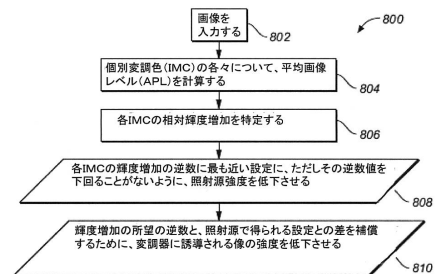 画像を
入力する
802
800
個別変調色(IMC)の各々について、平均画像
レベル(APL)を計算する
804
各IMCの相対輝度増加を特定する
806
各IMCの輝度増加の逆数に最も近い設定に、ただしその逆数値を
下回ることがないように、照射源強度を低下させる
808
輝度増加の所望の逆数と、照射源で得られる設定との差を補償
するために、変調器に誘導される像の強度を低下させる
810